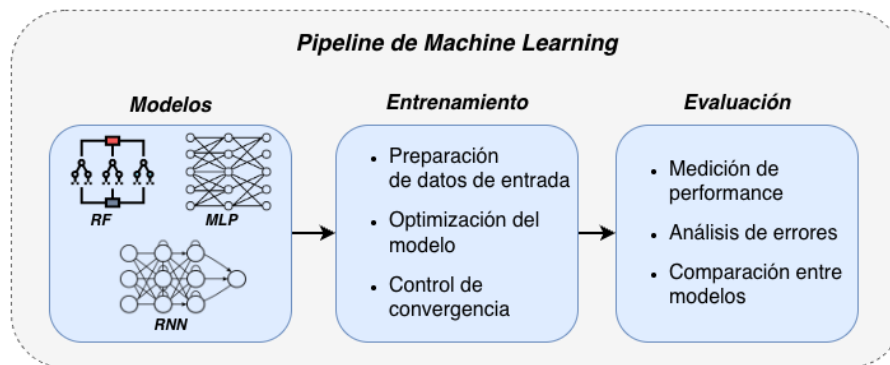 Pipeline de Machine Learning
Modelos
RF
MLP
RNN
Entrenamiento
• Preparación
de datos de entrada
• Optimización del
modelo
• Control de
convergencia
Evaluación
• Medición de
performance
• Análisis de errores
• Comparación entre
modelos